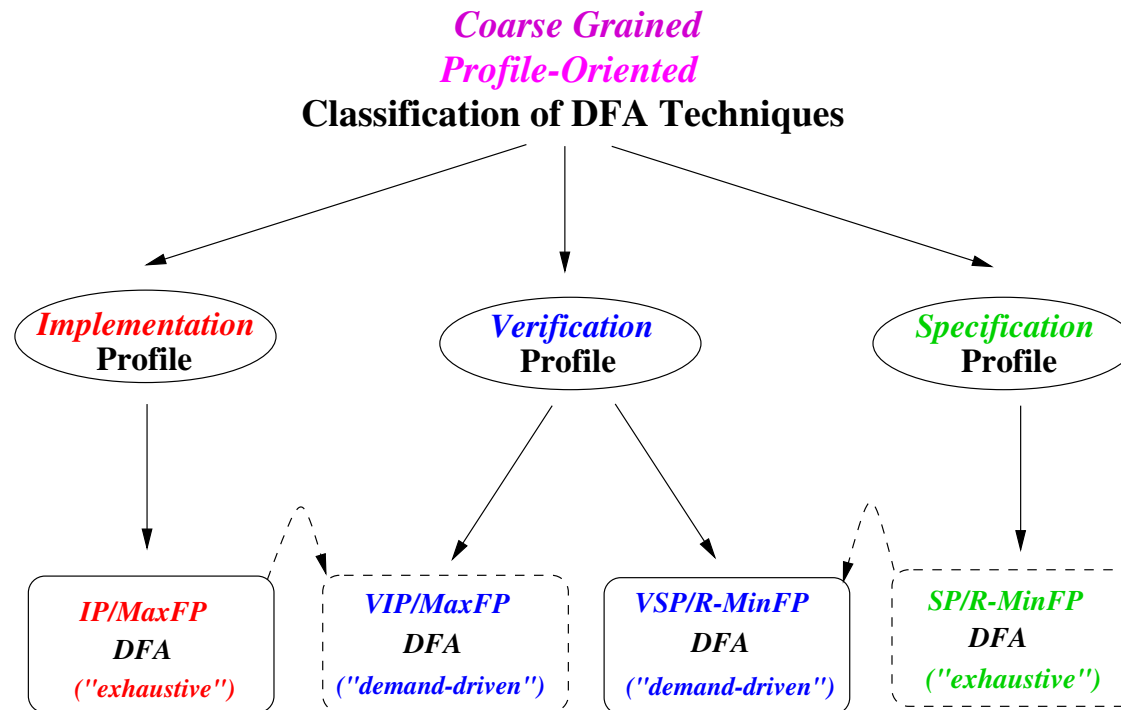 Coarse Grained
Profile-Oriented
Classification of DFA Techniques
Implementation
Profile
Verification
Profile
Specification
Profile
IP/MaxFP
DFA
("exhaustive")
VIP/MaxFP
DFA
("demand-driven")
VSP/R-MinFP
DFA
("demand-driven")
SP/R-MinFP
DFA
("exhaustive")